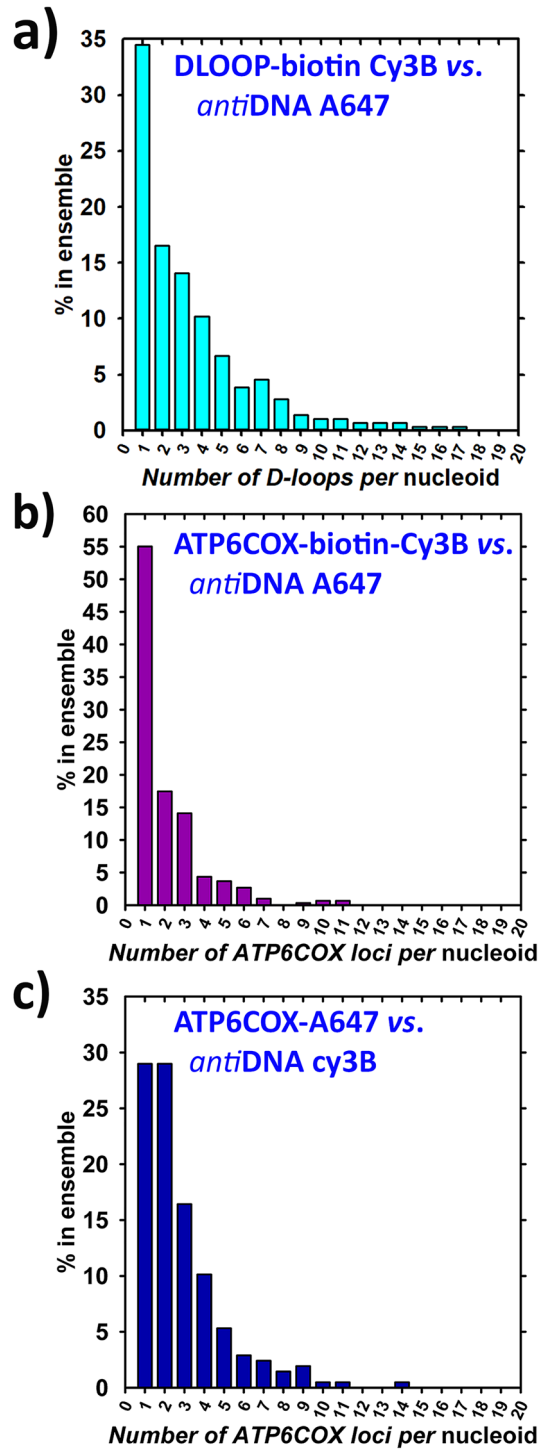 a)
DLOOP-biotin Cy3B vs.
antiDNA A647
% in ensemble
35
30
25
20
15
10
5
0
0 1 2 3 4 5 6 7 8 9 10 11 12 13 14 15 16 17 18 19 20
Number of D-loops per nucleoid
b)
ATP6COX-biotin-Cy3B vs.
antiDNA A647
% in ensemble
60
55
50
45
40
35
30
25
20
15
10
5
0
0 1 2 3 4 5 6 7 8 9 10 11 12 13 14 15 16 17 18 19 20
Number of ATP6COX loci per nucleoid
c)
ATP6COX-A647 vs.
antiDNA cy3B
% in ensemble
35
30
25
20
15
10
5
0
0 1 2 3 4 5 6 7 8 9 10 11 12 13 14 15 16 17 18 19 20
Number of ATP6COX loci per nucleoid